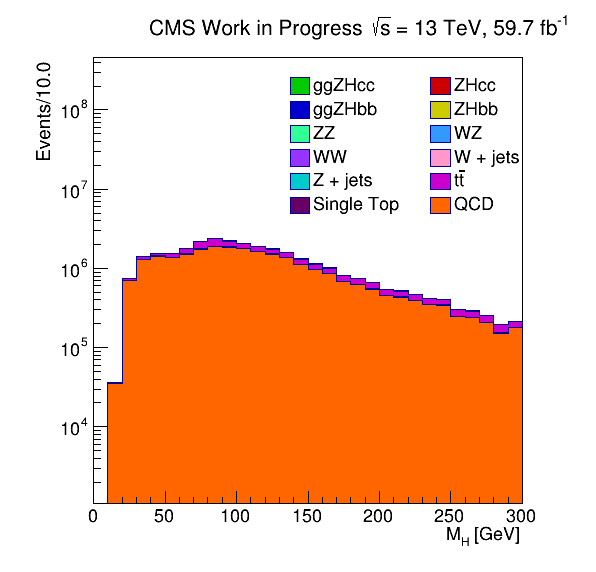 CMS Work in Progress √s = 13 TeV, 59.7 fb⁻¹
Events/10.0
ggZHcc ZHcc
ggZHbb ZHbb
ZZ WZ
WW W + jets
Z + jets tt̄
Single Top QCD
10⁸
10⁷
10⁶
10⁵
10⁴
0 50 100 150 200 250 300
M_H [GeV]